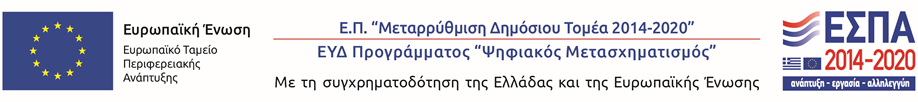 Ευρωπαϊκή Ένωση
Ευρωπαϊκό Ταμείο
Περιφερειακής
Ανάπτυξης
Ε.Π. “Μεταρρύθμιση Δημόσιου Τομέα 2014-2020”
ΕΥΔ Προγράμματος “Ψηφιακός Μετασχηματισμός”
Με τη συγχρηματοδότηση της Ελλάδας και της Ευρωπαϊκής Ένωσης
ΕΣΠΑ
2014-2020
ανάπτυξη - εργασία - αλληλεγγύη